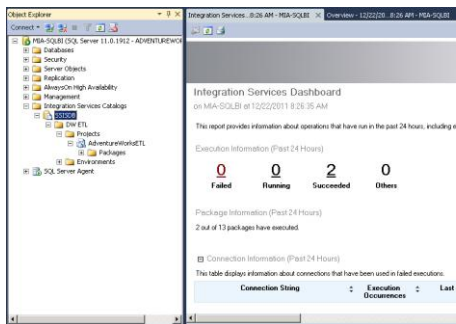 Object Explorer
Connect
MIA-SQLBI (SQL Server 11.0.1912 - ADVENTUREWOR
Databases
Security
Server Objects
Replication
AlwaysOn High Availability
Management
Integration Services Catalogs
SSISDB
DW ETL
Projects
AdventureWorksETL
Packages
Environments
SQL Server Agent
Integration Services...8:26 AM - MIA-SQLBI
Overview - 12/22/20...8:26 AM - MIA-SQLBI
Integration Services Dashboard
on MIA-SQLBI at 12/22/2011 8:26:35 AM
This report provides information about operations that have run in the past 24 hours, including e
Execution Information (Past 24 Hours)
0 0 2 0
Failed Running Succeeded Others
Package Information (Past 24 Hours)
2 out of 13 packages have executed.
Connection Information (Past 24 Hours)
This table displays information about connections that have been used in failed executions.
Connection String Execution Occurences Last